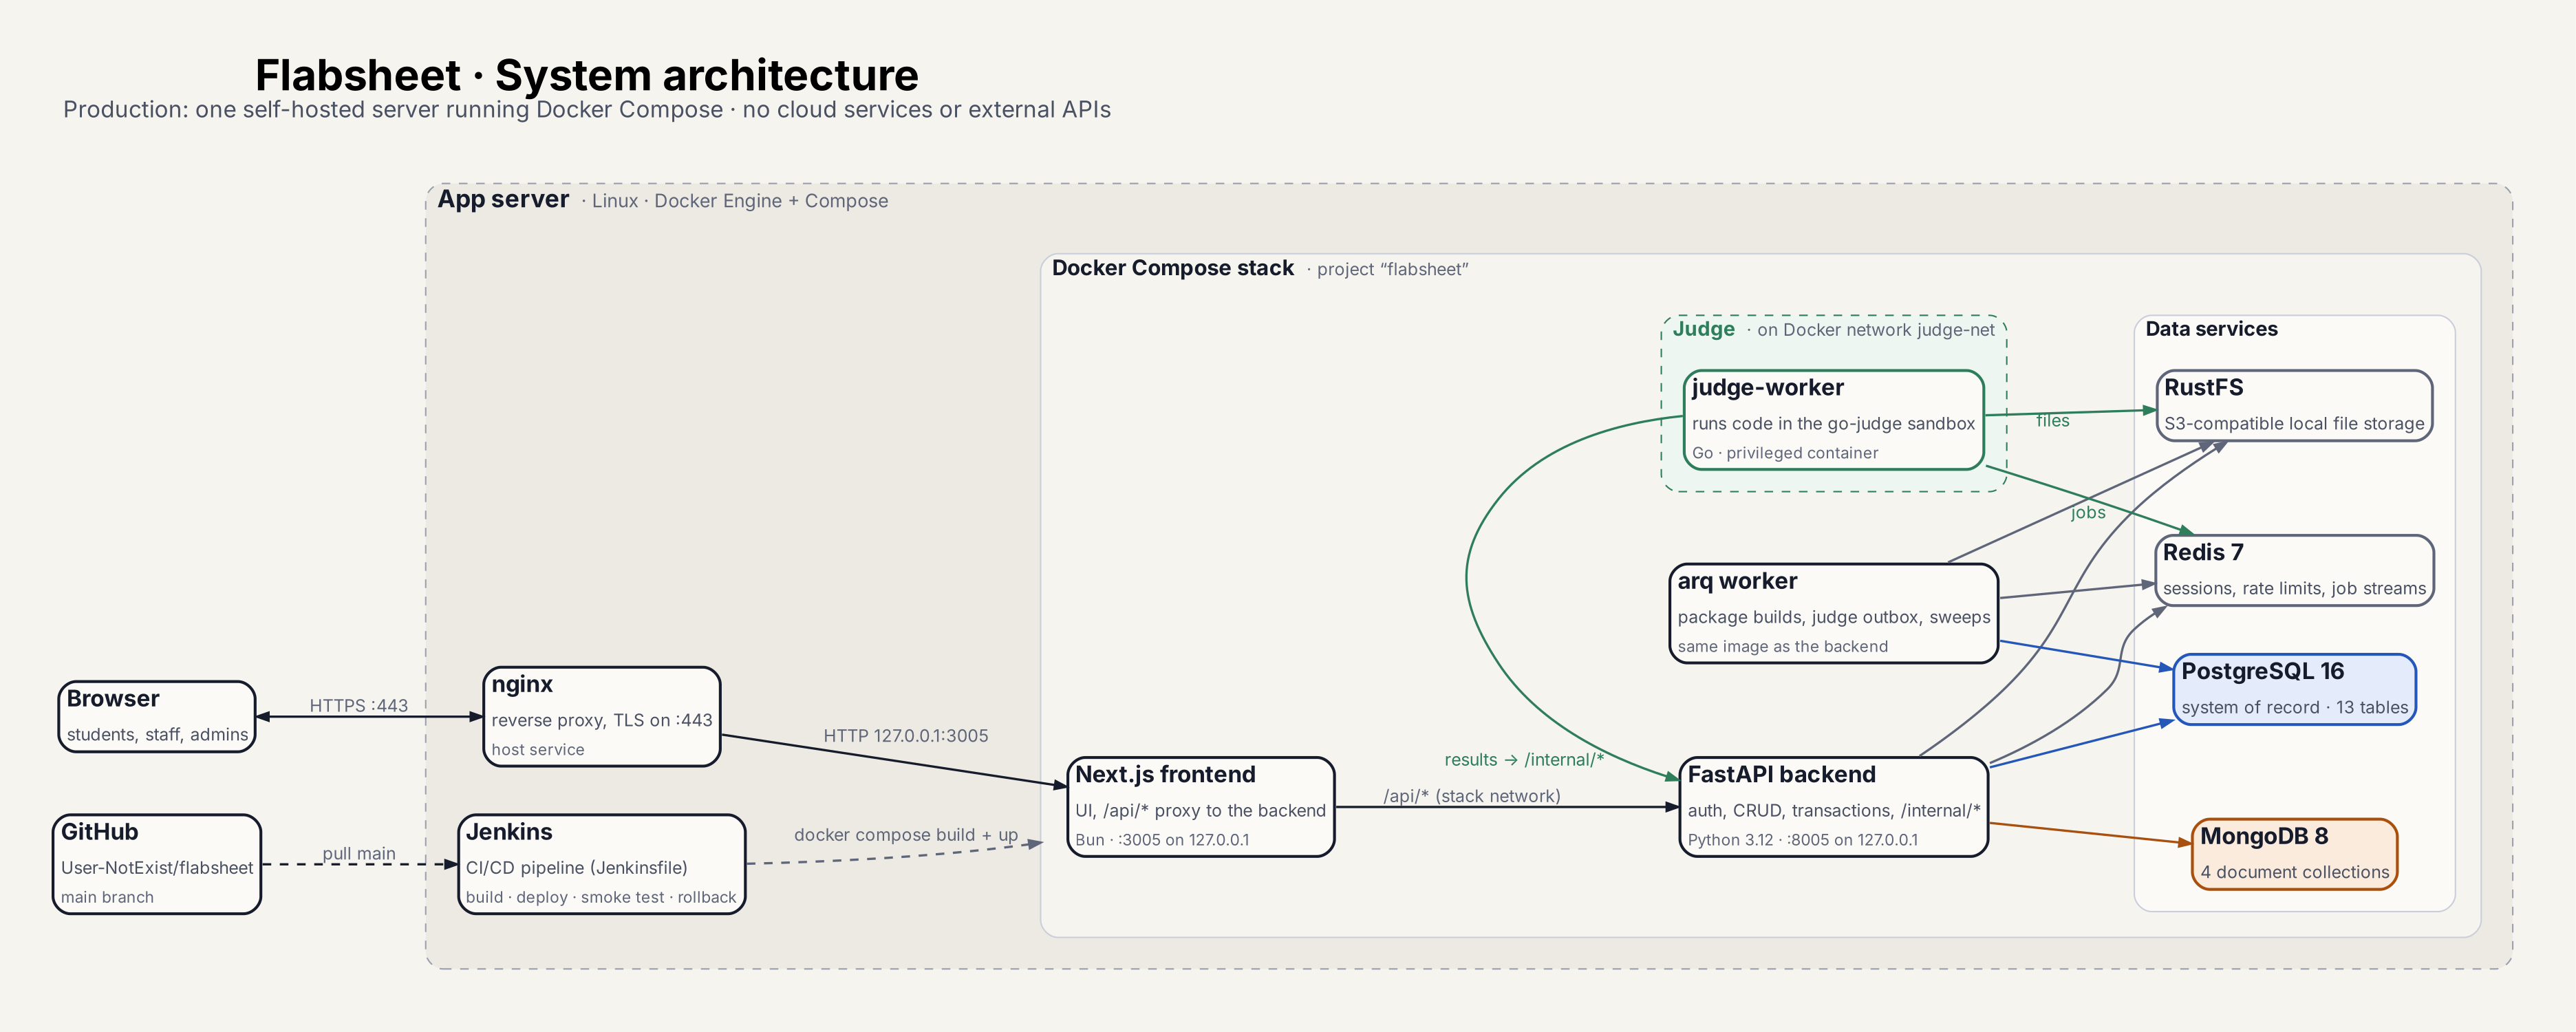 Flabsheet · System architecture
Production: one self-hosted server running Docker Compose · no cloud services or external APIs
App server · Linux · Docker Engine + Compose
Docker Compose stack · project “flabsheet”
Judge · on Docker network judge-net
judge-worker
runs code in the go-judge sandbox
Go · privileged container
Data services
RustFS
S3-compatible local file storage
files
jobs
Redis 7
sessions, rate limits, job streams
arq worker
package builds, judge outbox, sweeps
same image as the backend
PostgreSQL 16
system of record · 13 tables
Browser
students, staff, admins
HTTPS :443
nginx
reverse proxy, TLS on :443
host service
HTTP 127.0.0.1:3005
Next.js frontend
UI, /api/* proxy to the backend
Bun · :3005 on 127.0.0.1
results → /internal/*
/api/* (stack network)
FastAPI backend
auth, CRUD, transactions, /internal/*
Python 3.12 · :8005 on 127.0.0.1
MongoDB 8
4 document collections
GitHub
User-NotExist/flabsheet
main branch
pull main
Jenkins
CI/CD pipeline (Jenkinsfile)
build · deploy · smoke test · rollback
docker compose build + up